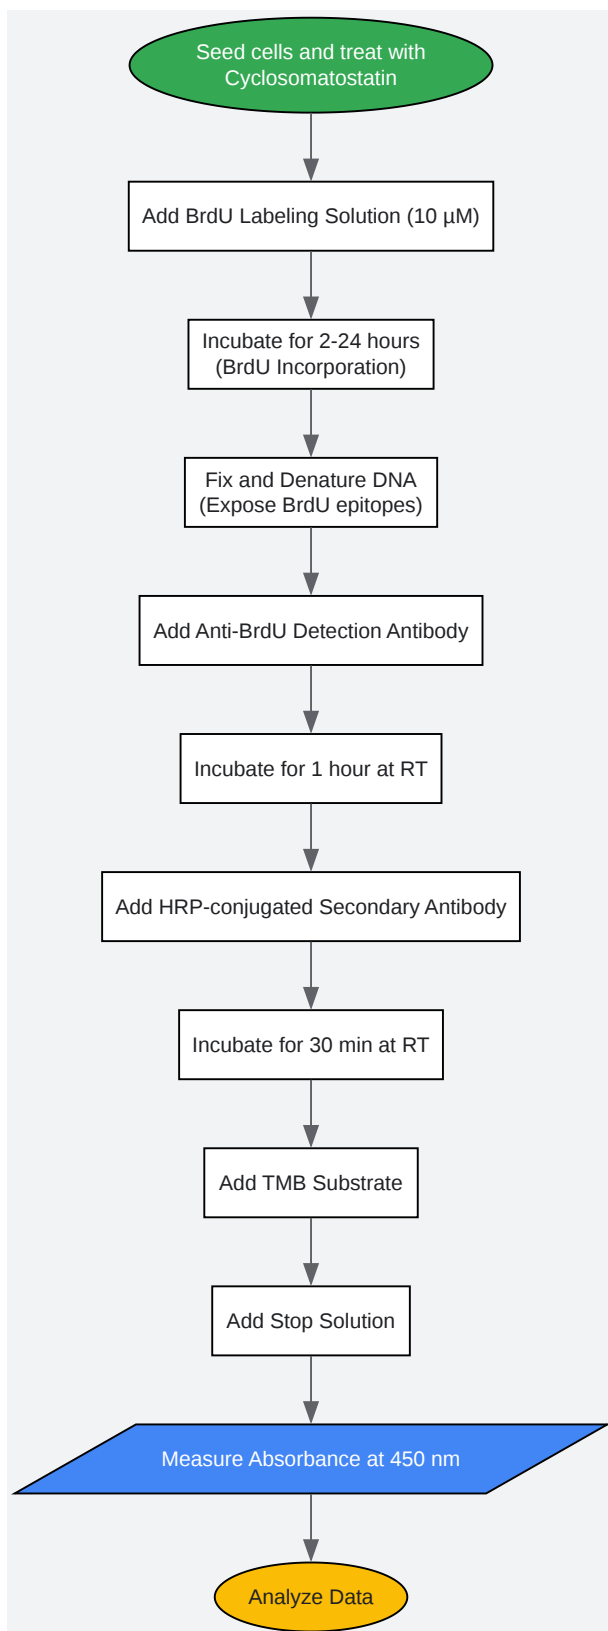 Seed cells and treat with
Cyclosomatostatin
Add BrdU Labeling Solution (10 µM)
Incubate for 2-24 hours
(BrdU Incorporation)
Fix and Denature DNA
(Expose BrdU epitopes)
Add Anti-BrdU Detection Antibody
Incubate for 1 hour at RT
Add HRP-conjugated Secondary Antibody
Incubate for 30 min at RT
Add TMB Substrate
Add Stop Solution
Measure Absorbance at 450 nm
Analyze Data